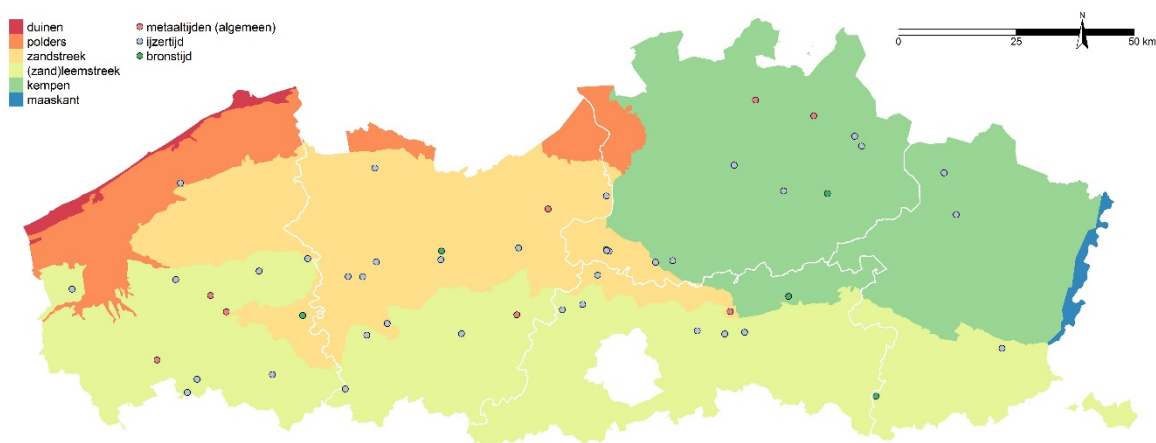 duinen
polders
zandstreek
(zand)leemstreek
kempen
maaskant
metaaltijden (algemeen)
ijzertijd
bronstijd
N
0 25 50 km